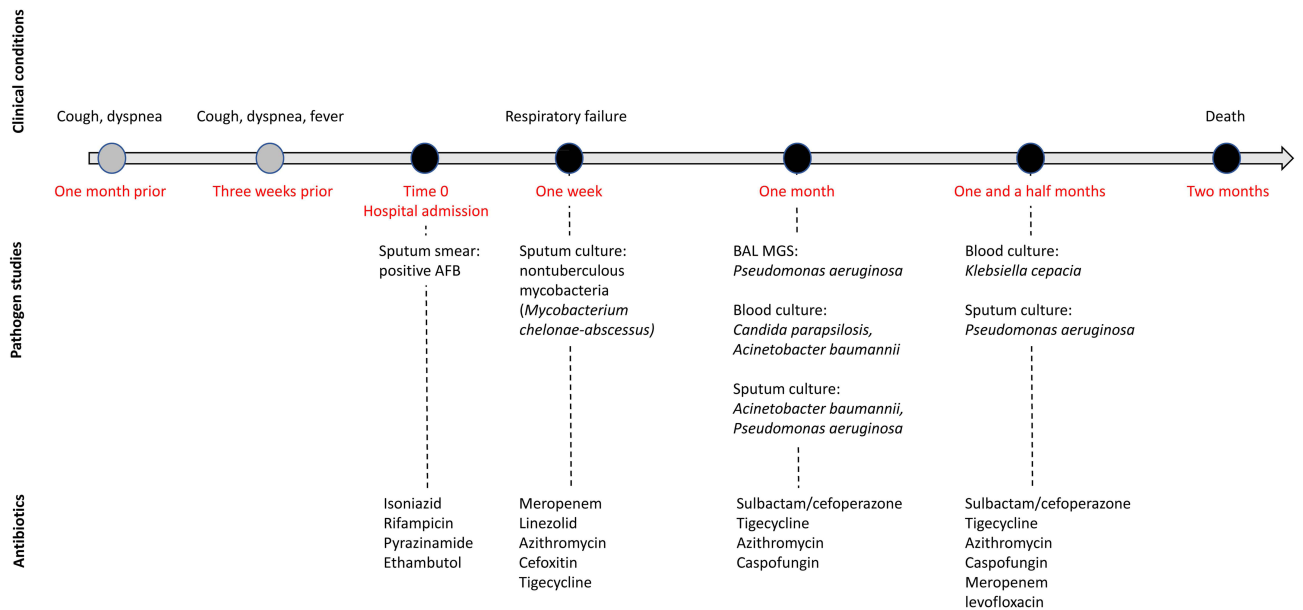 Clinical conditions
Cough, dyspnea
Cough, dyspnea, fever
Respiratory failure
Death
One month prior
Three weeks prior
Time 0
Hospital admission
One week
One month
One and a half months
Two months
Pathogen studies
Sputum smear:
positive AFB
Sputum culture:
nontuberculous
mycobacteria
(Mycobacterium
chelonae-abscessus)
BAL MGS:
Pseudomonas aeruginosa
Blood culture:
Candida parapsilosis,
Acinetobacter baumannii
Sputum culture:
Acinetobacter baumannii,
Pseudomonas aeruginosa
Blood culture:
Klebsiella cepacia
Sputum culture:
Pseudomonas aeruginosa
Antibiotics
Isoniazid
Rifampicin
Pyrazinamide
Ethambutol
Meropenem
Linezolid
Azithromycin
Cefoxitin
Tigecycline
Sulbactam/cefoperazone
Tigecycline
Azithromycin
Caspofungin
Sulbactam/cefoperazone
Tigecycline
Azithromycin
Caspofungin
Meropenem
levofloxacin